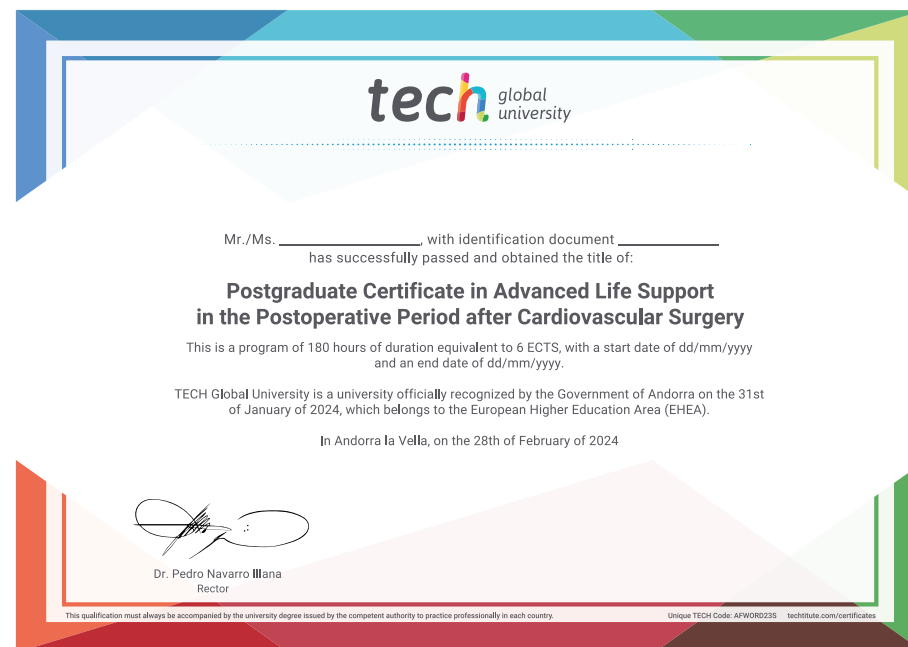 tech global university
Mr./Ms. ________________, with identification document ____________
has successfully passed and obtained the title of:
Postgraduate Certificate in Advanced Life Support
in the Postoperative Period after Cardiovascular Surgery
This is a program of 180 hours of duration equivalent to 6 ECTS, with a start date of dd/mm/yyyy
and an end date of dd/mm/yyyy.
TECH Global University is a university officially recognized by the Government of Andorra on the 31st
of January of 2024, which belongs to the European Higher Education Area (EHEA).
In Andorra la Vella, on the 28th of February of 2024
Dr. Pedro Navarro Illana
Rector
This qualification must always be accompanied by the university degree issued by the competent authority to practice professionally in each country.
Unique TECH Code: AFWORD23S techtitute.com/certificates